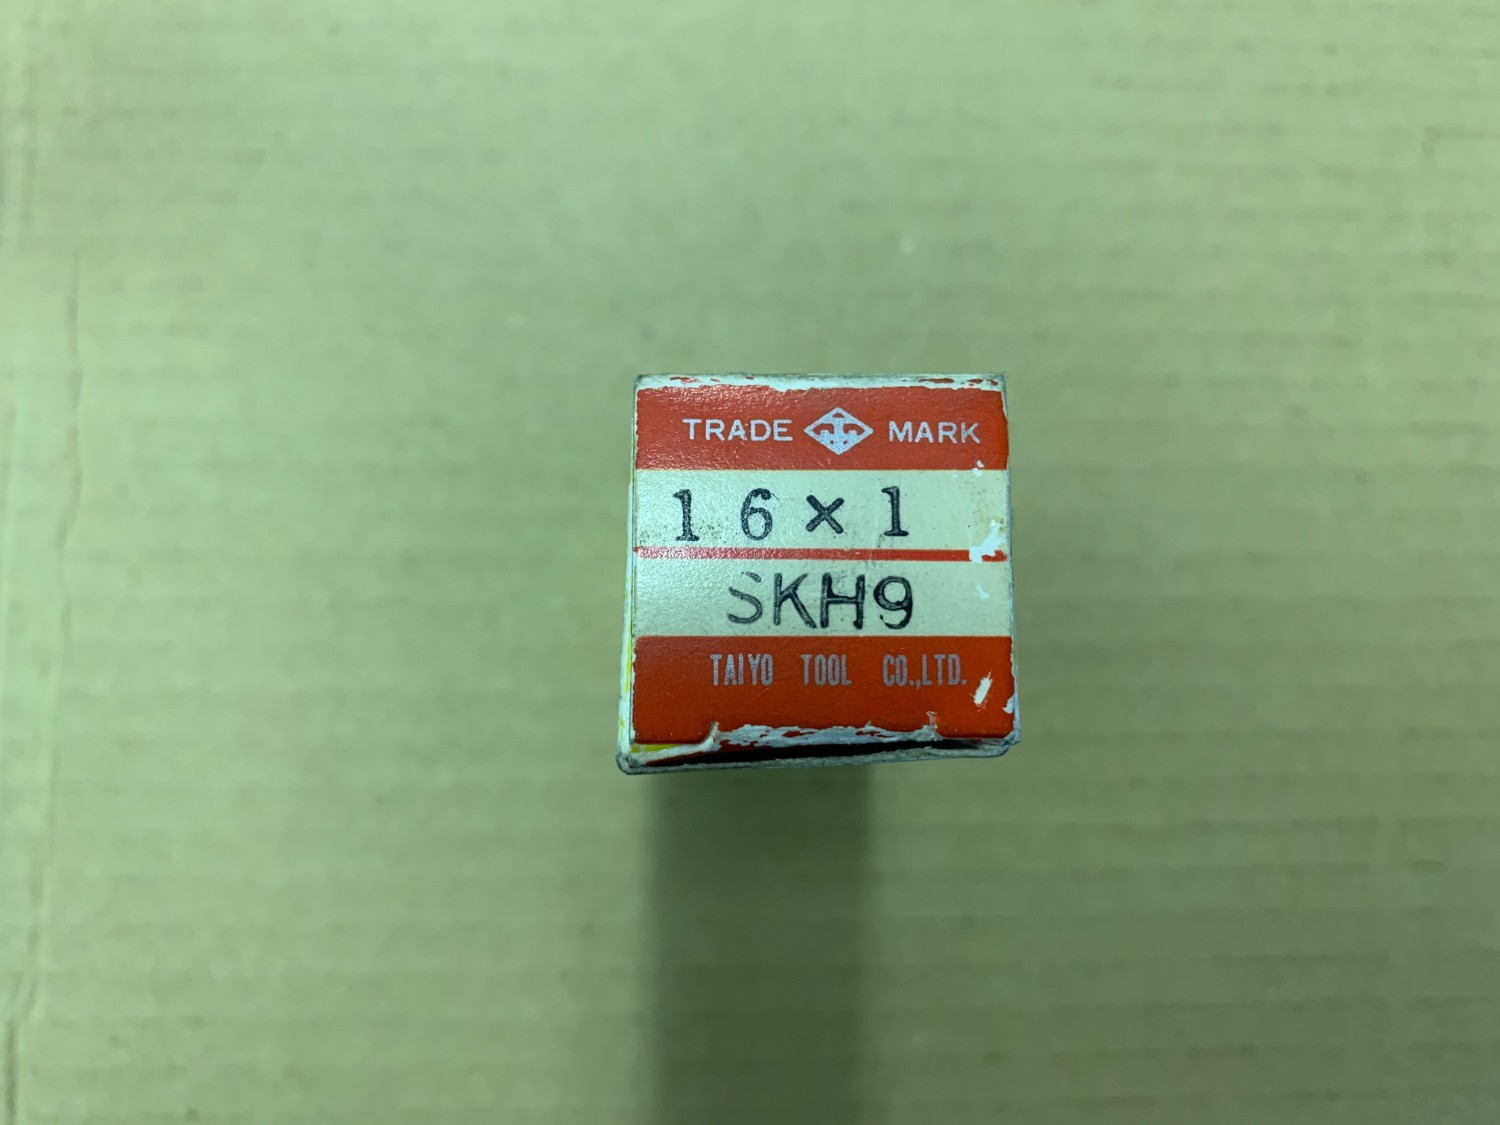 TRADE MARK
16×1
SKH9
TAIYO TOOL CO.,LTD.